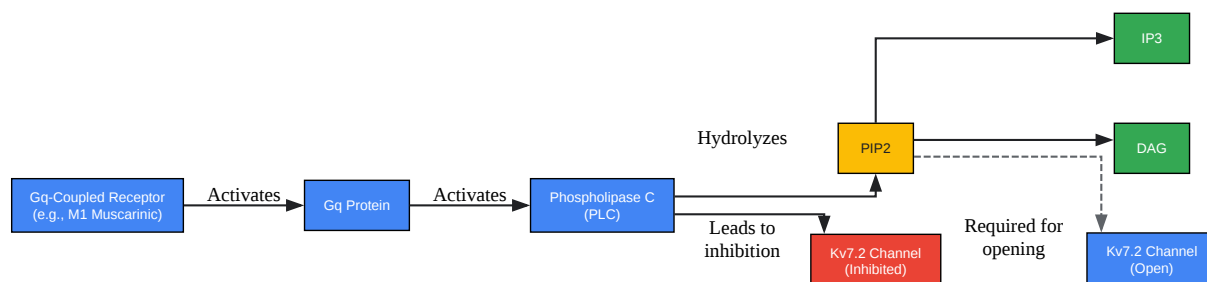 IP3
Hydrolyzes
PIP2
DAG
Gq-Coupled Receptor
(e.g., M1 Muscarinic)
Activates
Gq Protein
Activates
Phospholipase C
(PLC)
Leads to
inhibition
Kv7.2 Channel
(Inhibited)
Required for
opening
Kv7.2 Channel
(Open)